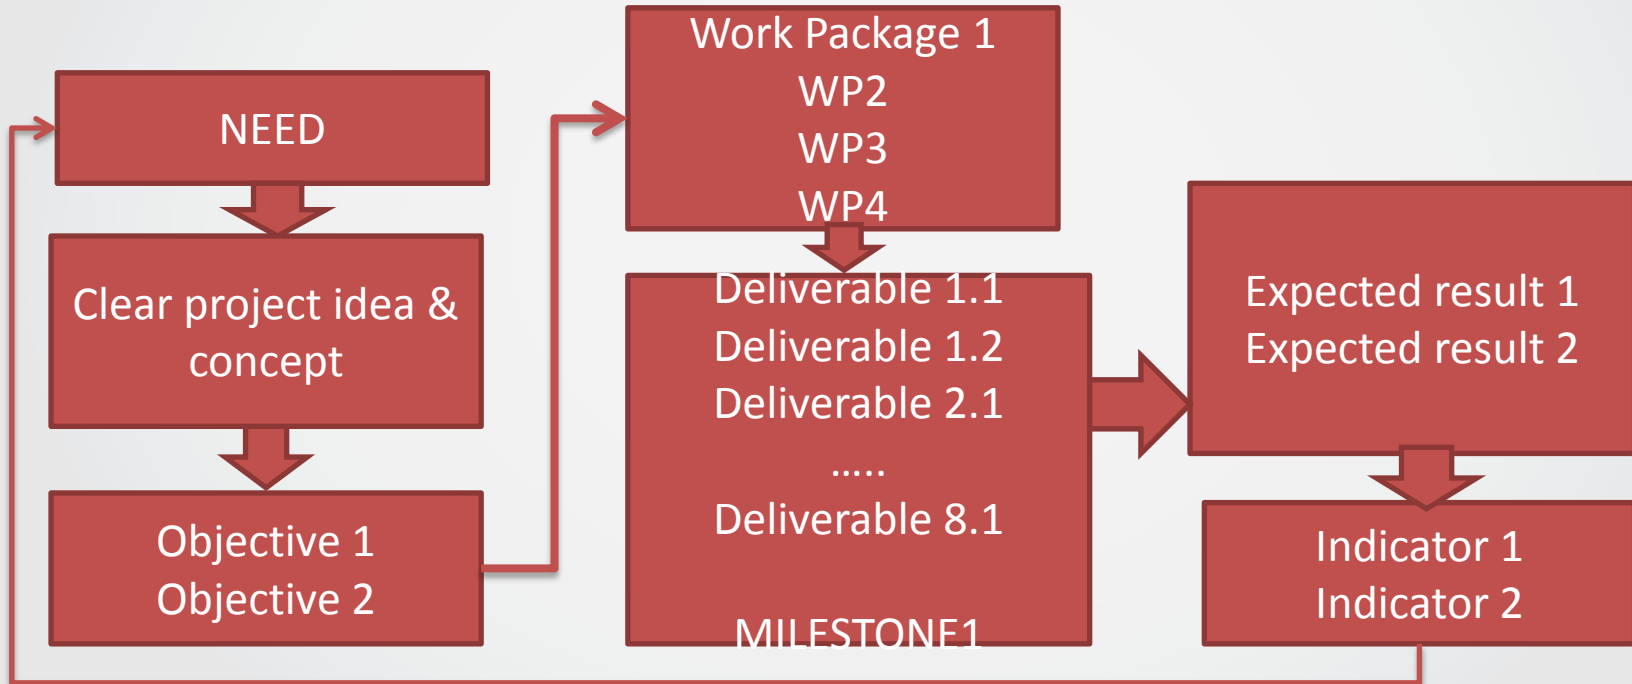 NEED
Clear project idea &
concept
Objective 1
Objective 2
Work Package 1
WP2
WP3
WP4
Deliverable 1.1
Deliverable 1.2
Deliverable 2.1
…..
Deliverable 8.1
MILESTONE1
Expected result 1
Expected result 2
Indicator 1
Indicator 2